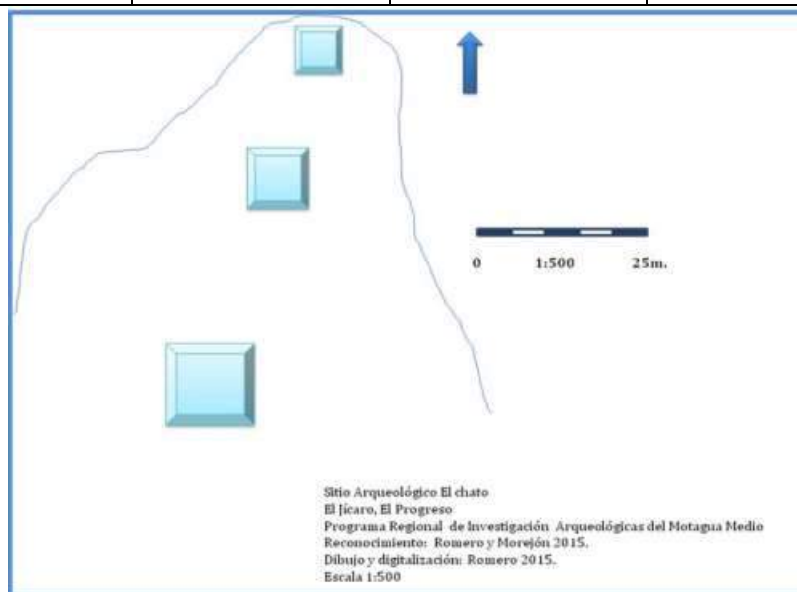 0 1:500 25m.
Sitio Arqueológico El chato
El Jícaro, El Progreso
Programa Regional de Investigación Arqueológicas del Motagua Medio
Reconocimiento: Romero y Morejón 2015.
Dibujo y digitalización: Romero 2015.
Escala 1:500